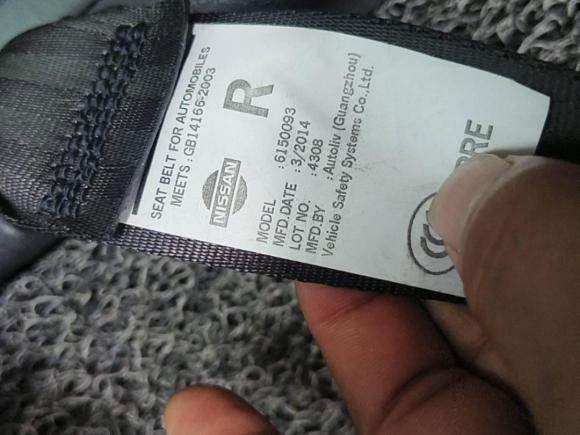 SEAT BELT FOR AUTOMOBILES
MEETS : GB14166-2003
NISSAN
R
MODEL : 6150093
MFD.DATE : 3/2014
LOT NO. : 4308
MFD.BY : Autoliv (Guangzhou)
Vehicle Safety Systems Co.,Ltd.